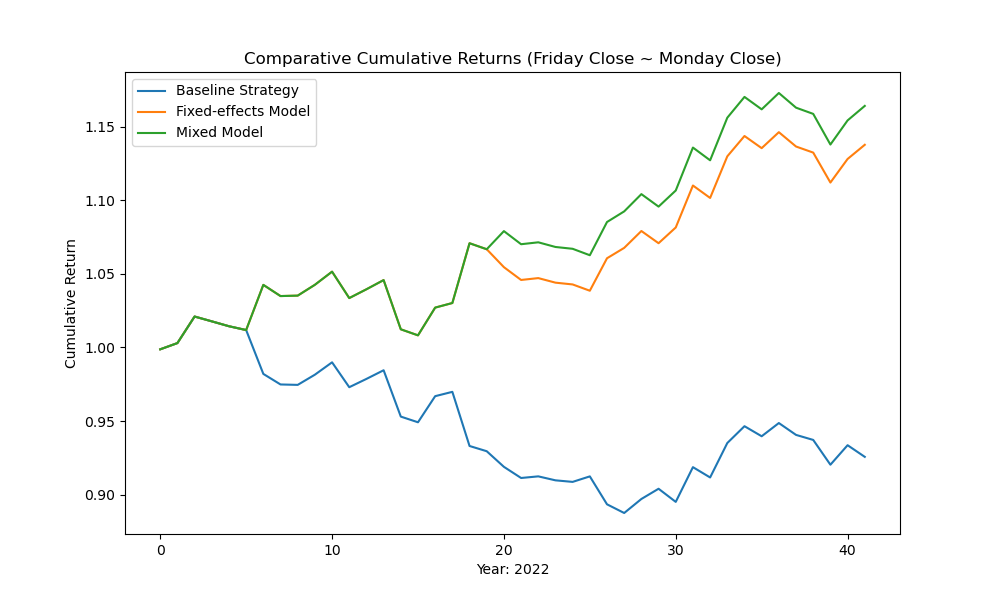 Comparative Cumulative Returns (Friday Close ~ Monday Close)
Baseline Strategy
Fixed-effects Model
Mixed Model
Cumulative Return
1.15
1.10
1.05
1.00
0.95
0.90
0 10 20 30 40
Year: 2022